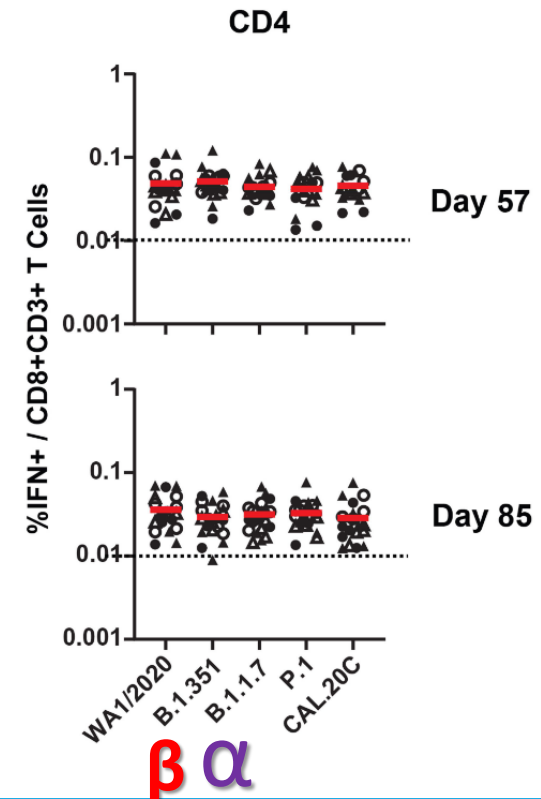 CD4
%IFN+ / CD8+CD3+ T Cells
1
0.1
0.01
0.001
Day 57
1
0.1
0.01
0.001
Day 85
WA1/2020
B.1.351
B.1.1.7
P.1
CAL.20C
β α